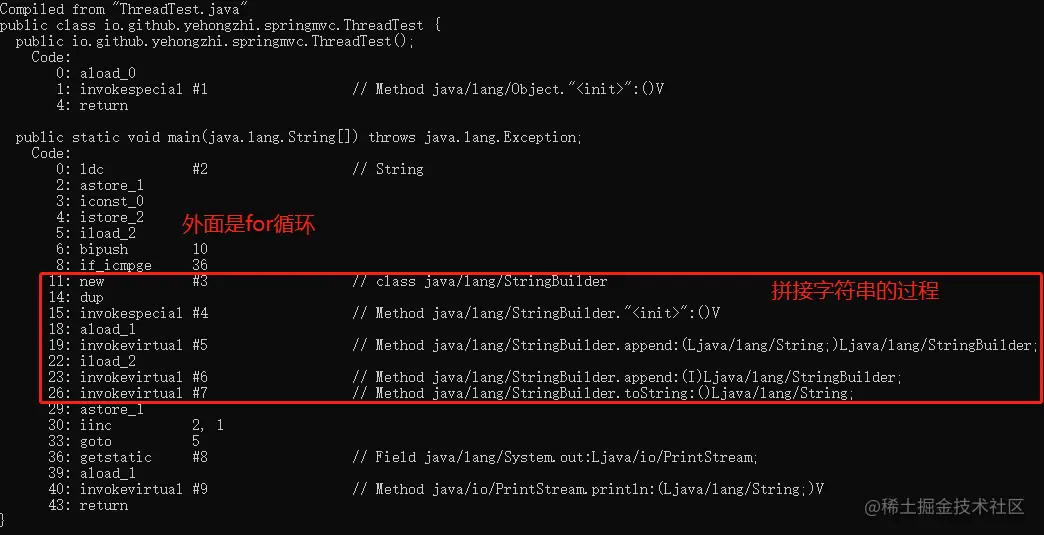 Compiled from "ThreadTest.java"
public class io.github.yehongzhi.springmvc.ThreadTest {
  public io.github.yehongzhi.springmvc.ThreadTest();
    Code:
       0: aload_0
       1: invokespecial #1                  // Method java/lang/Object."<init>":()V
       4: return

  public static void main(java.lang.String[]) throws java.lang.Exception;
    Code:
       0: ldc           #2                  // String
       2: astore_1
       3: iconst_0
       4: istore_2
外面是for循环
       5: iload_2
       6: bipush        10
       8: if_icmpge     36
      11: new           #3                  // class java/lang/StringBuilder
拼接字符串的过程
      14: dup
      15: invokespecial #4                  // Method java/lang/StringBuilder."<init>":()V
      18: aload_1
      19: invokevirtual #5                  // Method java/lang/StringBuilder.append:(Ljava/lang/String;)Ljava/lang/StringBuilder;
      22: iload_2
      23: invokevirtual #6                  // Method java/lang/StringBuilder.append:(I)Ljava/lang/StringBuilder;
      26: invokevirtual #7                  // Method java/lang/StringBuilder.toString:()Ljava/lang/String;
      29: astore_1
      30: iinc          2, 1
      33: goto          5
      36: getstatic     #8                  // Field java/lang/System.out:Ljava/io/PrintStream;
      39: aload_1
      40: invokevirtual #9                  // Method java/io/PrintStream.println:(Ljava/lang/String;)V
      43: return
}
@稀土掘金技术社区